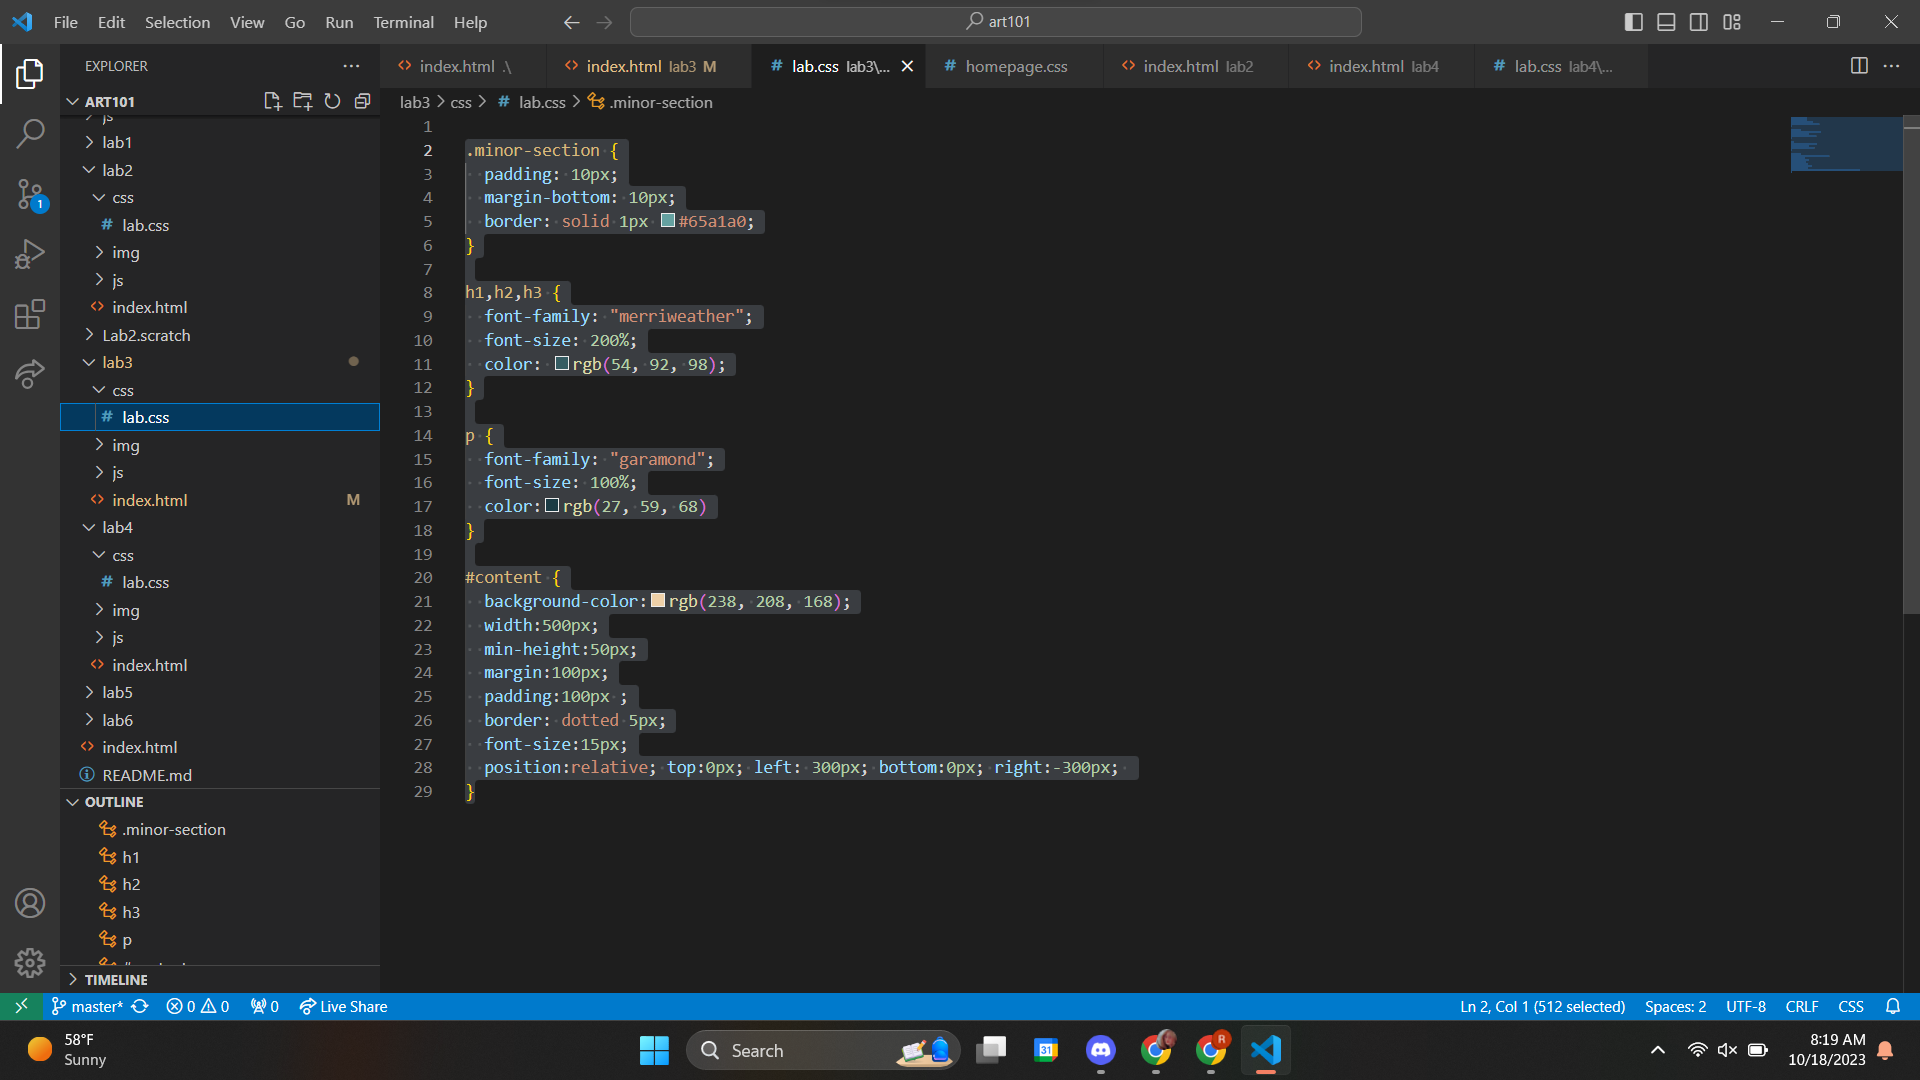 File Edit Selection View Go Run Terminal Help
art101
EXPLORER
index.html .\
index.html lab3 M
lab.css lab3\...
homepage.css
index.html lab2
index.html lab4
lab.css lab4\...
lab3 > css > # lab.css > .minor-section
ART101
js
lab1
lab2
css
lab.css
img
js
index.html
Lab2.scratch
lab3
css
lab.css
img
js
index.html M
lab4
css
lab.css
img
js
index.html
lab5
lab6
index.html
README.md
OUTLINE
.minor-section
h1
h2
h3
p
TIMELINE
1
2 .minor-section {
3 padding: 10px;
4 margin-bottom: 10px;
5 border: solid 1px #65a1a0;
6 }
7
8 h1,h2,h3 {
9 font-family: "merriweather";
10 font-size: 200%;
11 color: rgb(54, 92, 98);
12 }
13
14 p {
15 font-family: "garamond";
16 font-size: 100%;
17 color:rgb(27, 59, 68)
18 }
19
20 #content {
21 background-color:rgb(238, 208, 168);
22 width:500px;
23 min-height:50px;
24 margin:100px;
25 padding:100px ;
26 border: dotted 5px;
27 font-size:15px;
28 position:relative; top:0px; left: 300px; bottom:0px; right:-300px;
29 }
master* 0 0 0 Live Share
Ln 2, Col 1 (512 selected) Spaces: 2 UTF-8 CRLF CSS
58°F
Sunny
Search
31
R
8:19 AM
10/18/2023